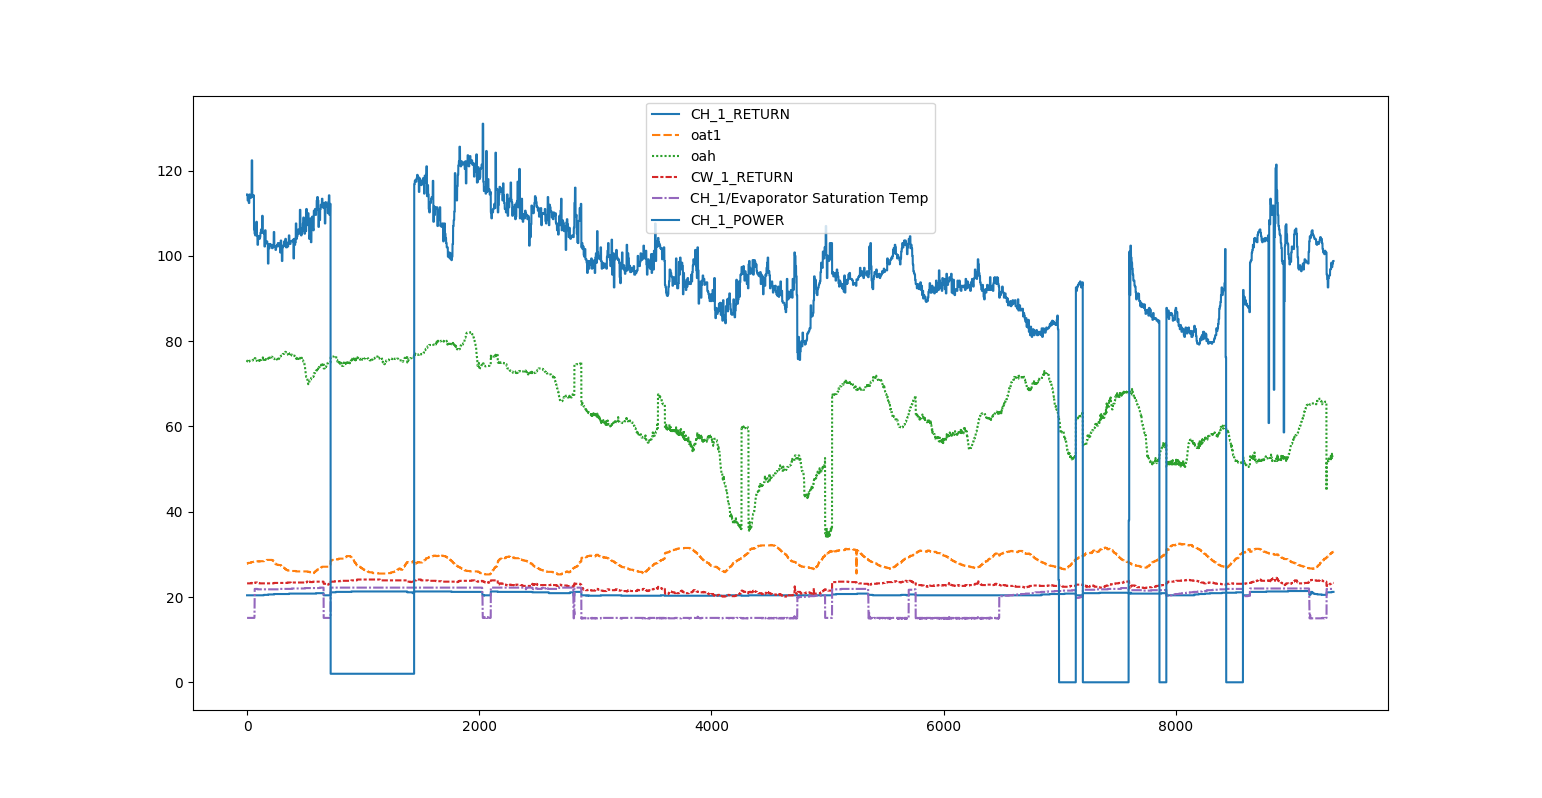 CH_1_RETURN
oat1
oah
CW_1_RETURN
CH_1/Evaporator Saturation Temp
CH_1_POWER
120
100
80
60
40
20
0
0 2000 4000 6000 8000